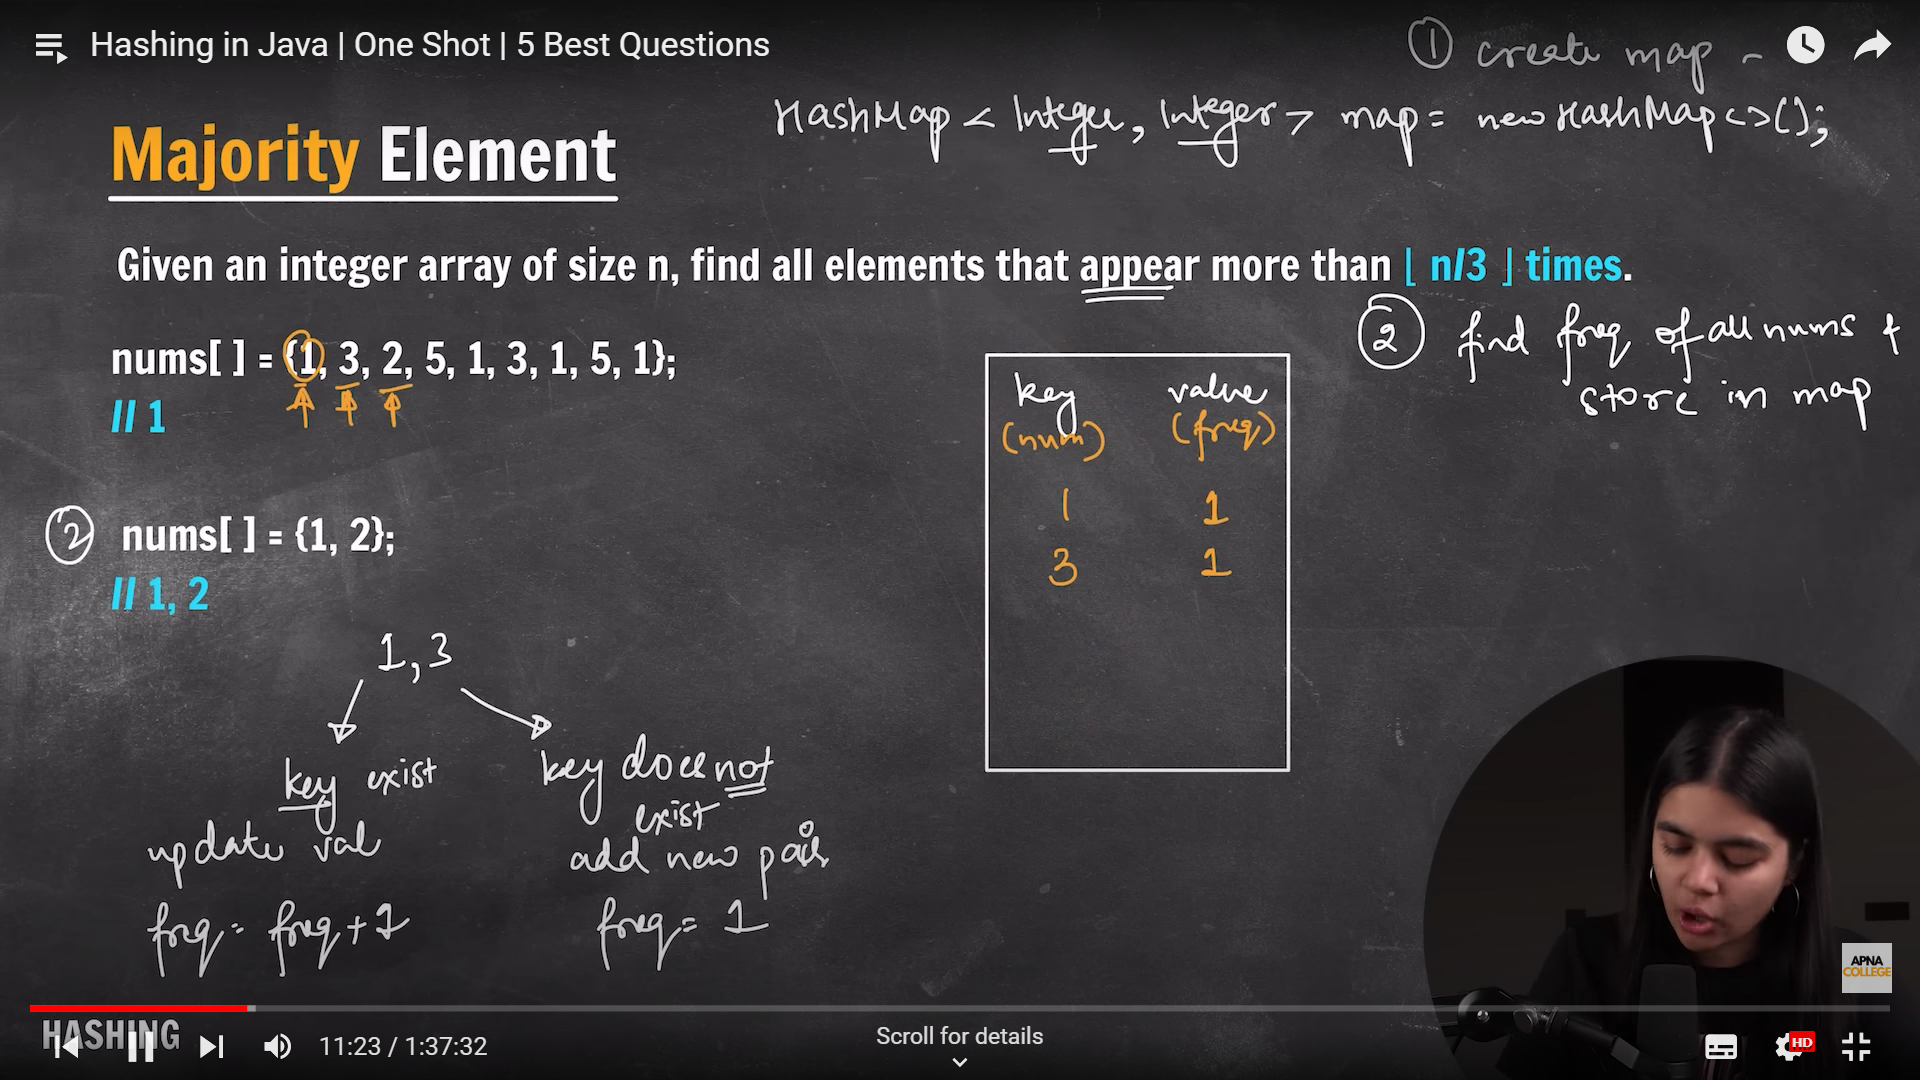 Hashing in Java | One Shot | 5 Best Questions
① create map -
HashMap < Integer, Integer > map = new HashMap<>();
Majority Element
Given an integer array of size n, find all elements that appear more than ⌊ n/3 ⌋ times.
② find freq of all nums &
store in map
nums[ ] = {1, 3, 2, 5, 1, 3, 1, 5, 1};
// 1
key value
(num) (freq)
1 1
3 1
② nums[ ] = {1, 2};
// 1, 2
1, 3
key exist
update val
freq = freq + 1
key does not
exist
add new pair
freq = 1
APNA
COLLEGE
HASHING
11:23 / 1:37:32
Scroll for details
HD